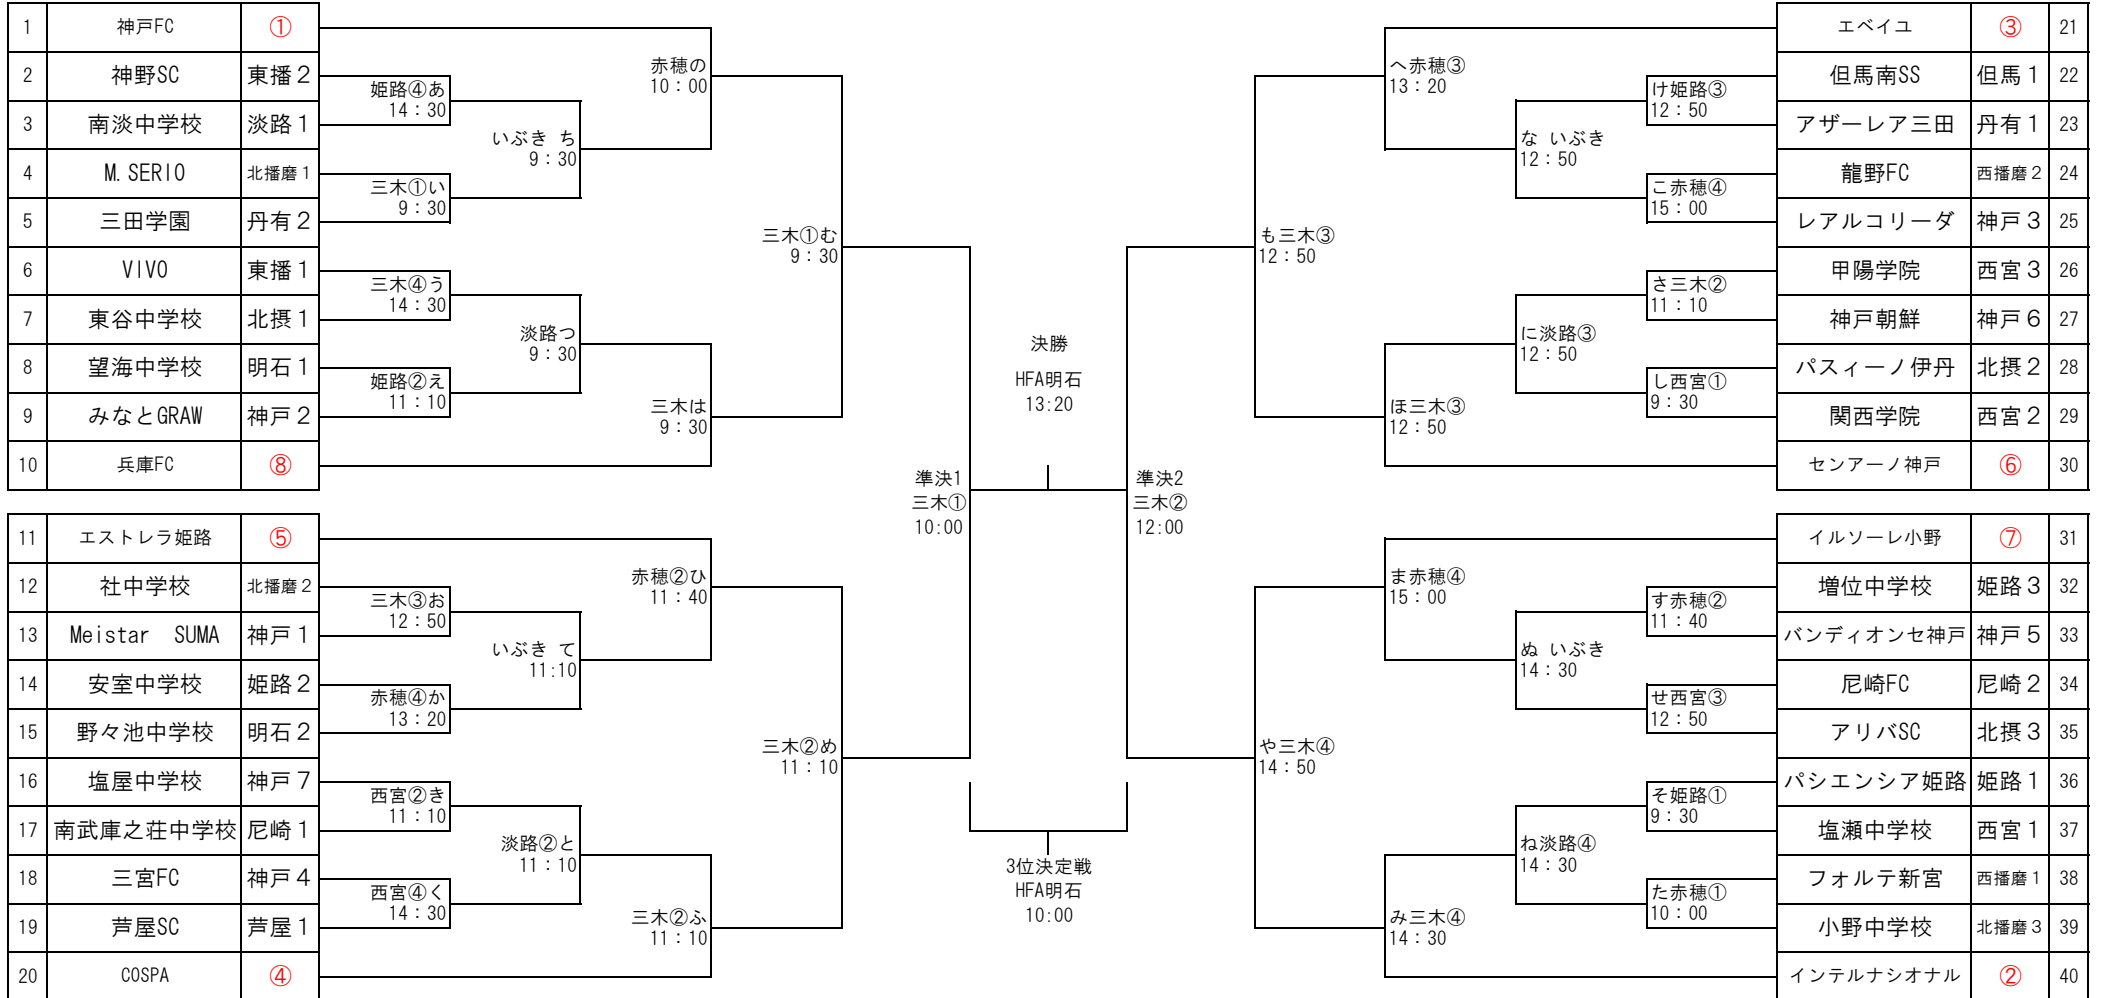 1 神戸FC ①
2 神野SC 東播2
3 南淡中学校 淡路1
4 M.SERIO 北播磨1
5 三田学園 丹有2
6 VIVO 東播1
7 東谷中学校 北摂1
8 望海中学校 明石1
9 みなとGRAW 神戸2
10 兵庫FC ⑧
11 エストレラ姫路 ⑤
12 社中学校 北播磨2
13 Meistar SUMA 神戸1
14 安室中学校 姫路2
15 野々池中学校 明石2
16 塩屋中学校 神戸7
17 南武庫之荘中学校 尼崎1
18 三宮FC 神戸4
19 芦屋SC 芦屋1
20 COSPA ④
姫路④あ
14：30
三木①い
9：30
三木④う
14：30
姫路②え
11：10
三木③お
12：50
赤穂④か
13：20
西宮②き
11：10
西宮④く
14：30
いぶき ち
9：30
淡路つ
9：30
いぶき て
11:10
淡路②と
11：10
赤穂の
10：00
三木は
9：30
赤穂②ひ
11：40
三木②ふ
11：10
三木①む
9：30
三木②め
11：10
準決1
三木①
10:00
決勝
HFA明石
13:20
3位決定戦
HFA明石
10:00
準決2
三木②
12:00
も三木③
12：50
や三木④
14：50
へ赤穂③
13：20
ほ三木③
12：50
ま赤穂④
15：00
み三木④
14：30
な いぶき
12：50
に淡路③
12：50
ぬ いぶき
14：30
ね淡路④
14：30
け姫路③
12：50
こ赤穂④
15：00
さ三木②
11：10
し西宮①
9：30
す赤穂②
11：40
せ西宮③
12：50
そ姫路①
9：30
た赤穂①
10：00
エベイユ ③ 21
但馬南SS 但馬1 22
アザーレア三田 丹有1 23
龍野FC 西播磨2 24
レアルコリーダ 神戸3 25
甲陽学院 西宮3 26
神戸朝鮮 神戸6 27
パスィーノ伊丹 北摂2 28
関西学院 西宮2 29
センアーノ神戸 ⑥ 30
イルソーレ小野 ⑦ 31
増位中学校 姫路3 32
バンディオンセ神戸 神戸5 33
尼崎FC 尼崎2 34
アリバSC 北摂3 35
パシエンシア姫路 姫路1 36
塩瀬中学校 西宮1 37
フォルテ新宮 西播磨1 38
小野中学校 北播磨3 39
インテルナシオナル ② 40